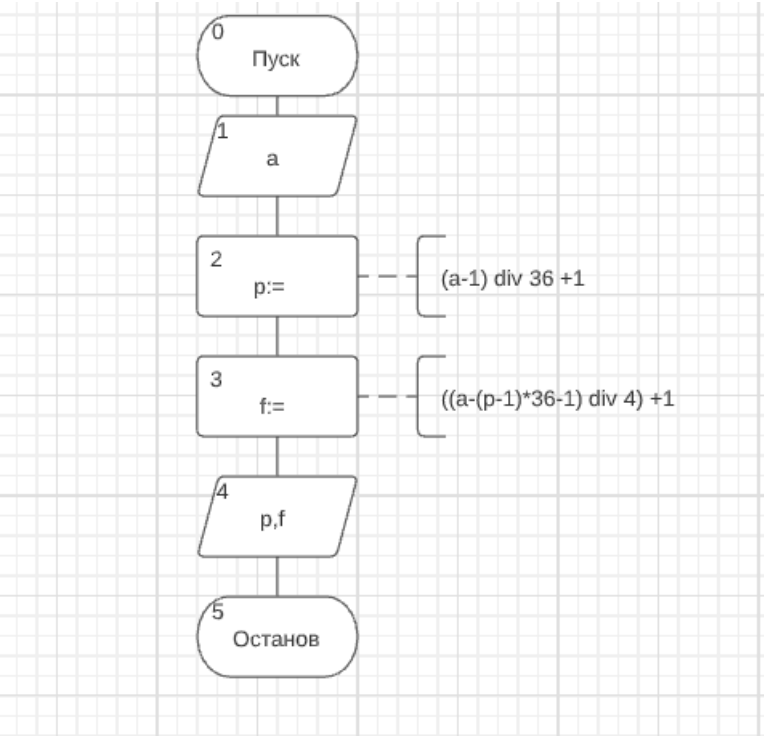 0
Пуск
1
a
2
p:=
(a-1) div 36 +1
3
f:=
((a-(p-1)*36-1) div 4) +1
4
p,f
5
Останов